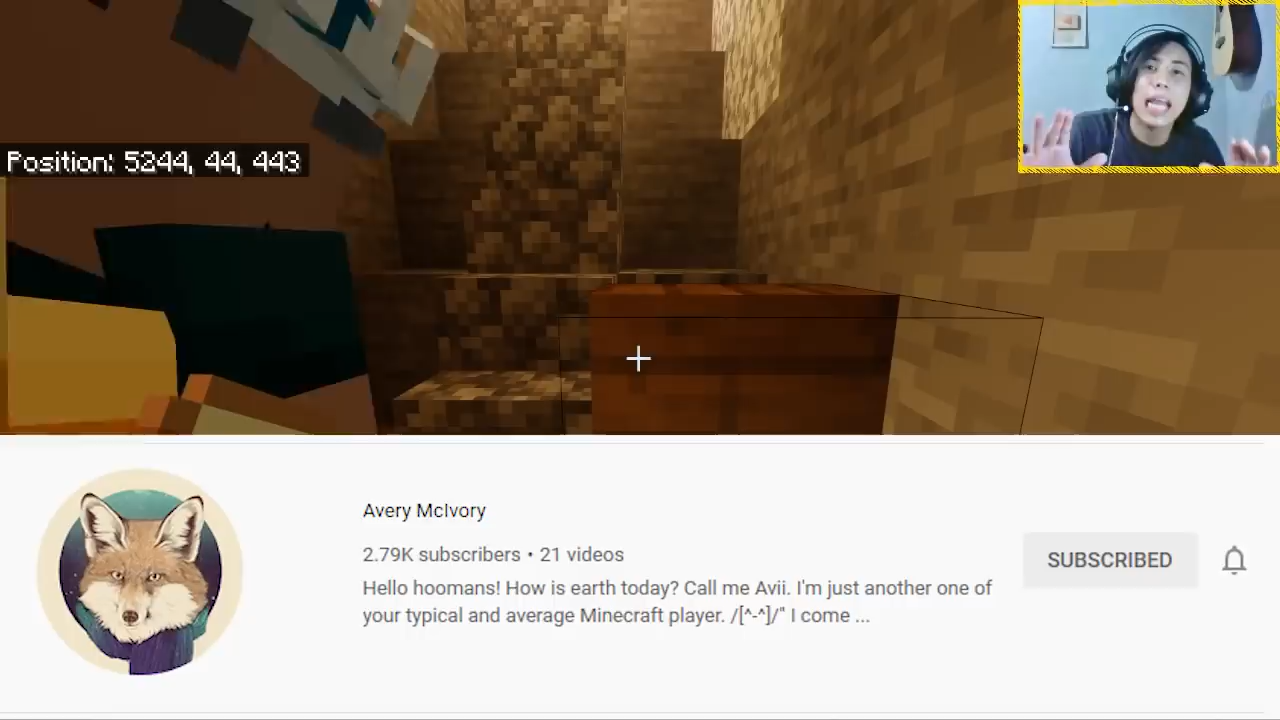 Position: 5244, 44, 443
Avery McIvory
2.79K subscribers • 21 videos
Hello hoomans! How is earth today? Call me Avii. I'm just another one of
your typical and average Minecraft player. /[^-^]/" I come ...
SUBSCRIBED